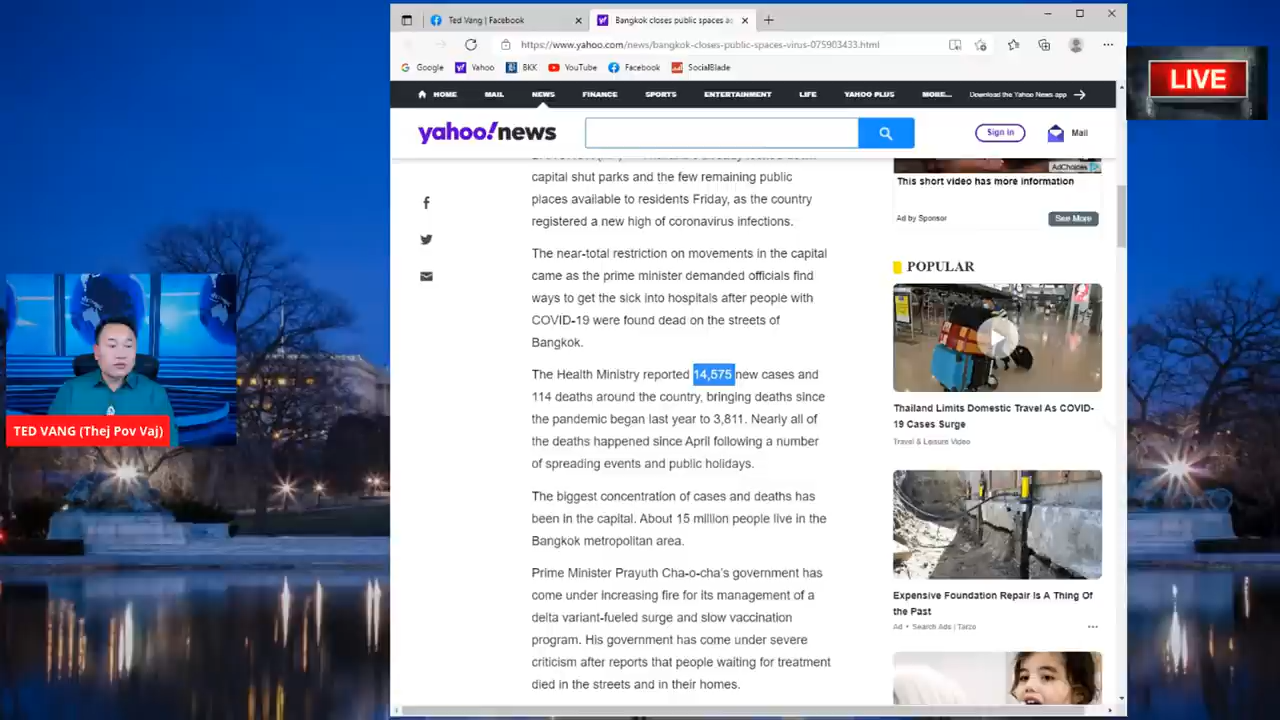 Ted Vang | Facebook
Bangkok closes public spaces as
https://www.yahoo.com/news/bangkok-closes-public-spaces-virus-075903433.html
Google Yahoo BKK YouTube Facebook SocialBlade
HOME MAIL NEWS FINANCE SPORTS ENTERTAINMENT LIFE YAHOO PLUS MORE... Download the Yahoo News app
yahoo!news
Sign in
Mail
LIVE
TED VANG (Thej Pov Vaj)
capital shut parks and the few remaining public
places available to residents Friday, as the country
registered a new high of coronavirus infections.
The near-total restriction on movements in the capital
came as the prime minister demanded officials find
ways to get the sick into hospitals after people with
COVID-19 were found dead on the streets of
Bangkok.
The Health Ministry reported 14,575 new cases and
114 deaths around the country, bringing deaths since
the pandemic began last year to 3,811. Nearly all of
the deaths happened since April following a number
of spreading events and public holidays.
The biggest concentration of cases and deaths has
been in the capital. About 15 million people live in the
Bangkok metropolitan area.
Prime Minister Prayuth Cha-o-cha's government has
come under increasing fire for its management of a
delta variant-fueled surge and slow vaccination
program. His government has come under severe
criticism after reports that people waiting for treatment
died in the streets and in their homes.
AdChoices
This short video has more information
Ad by Sponsor
See More
POPULAR
Thailand Limits Domestic Travel As COVID-
19 Cases Surge
Travel & Leisure Video
Expensive Foundation Repair Is A Thing Of
the Past
Ad • Search Ads | Tarzo